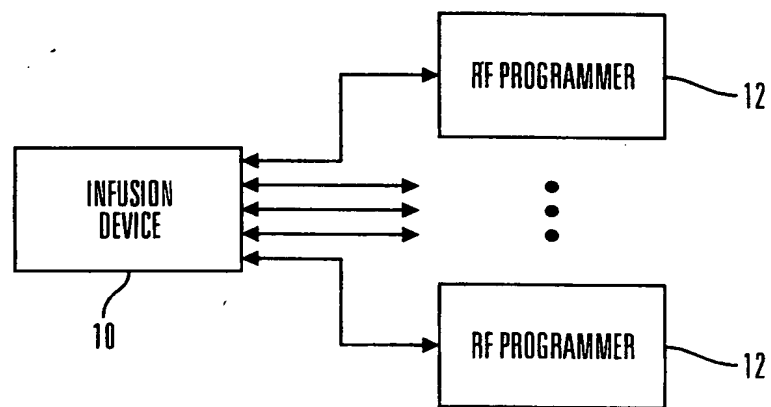 RF PROGRAMMER
12
INFUSION
DEVICE
10
RF PROGRAMMER
12